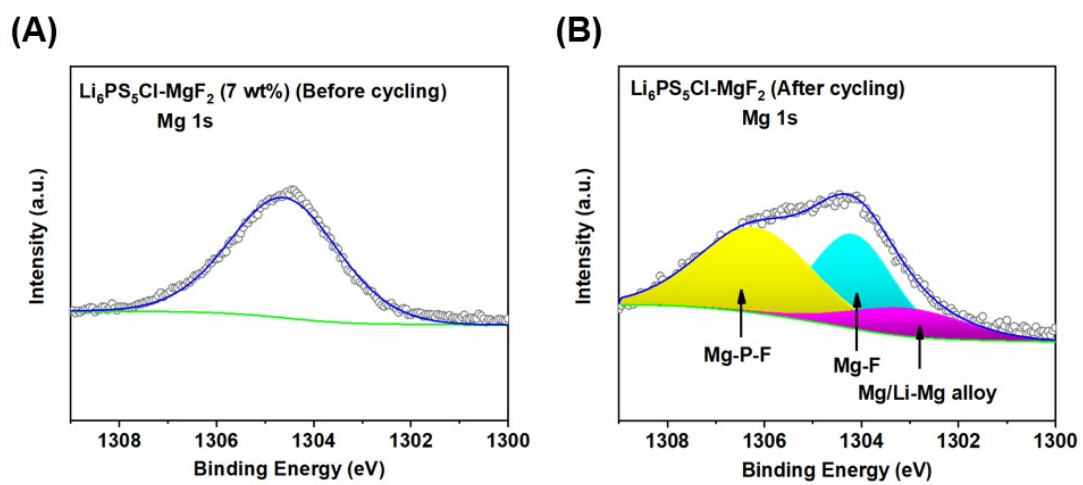 (A)
Li₆PS₅Cl-MgF₂ (7 wt%) (Before cycling)
Mg 1s
Intensity (a.u.)
1308 1306 1304 1302 1300
Binding Energy (eV)
(B)
Li₆PS₅Cl-MgF₂ (After cycling)
Mg 1s
Intensity (a.u.)
Mg-P-F
Mg-F
Mg/Li-Mg alloy
1308 1306 1304 1302 1300
Binding Energy (eV)